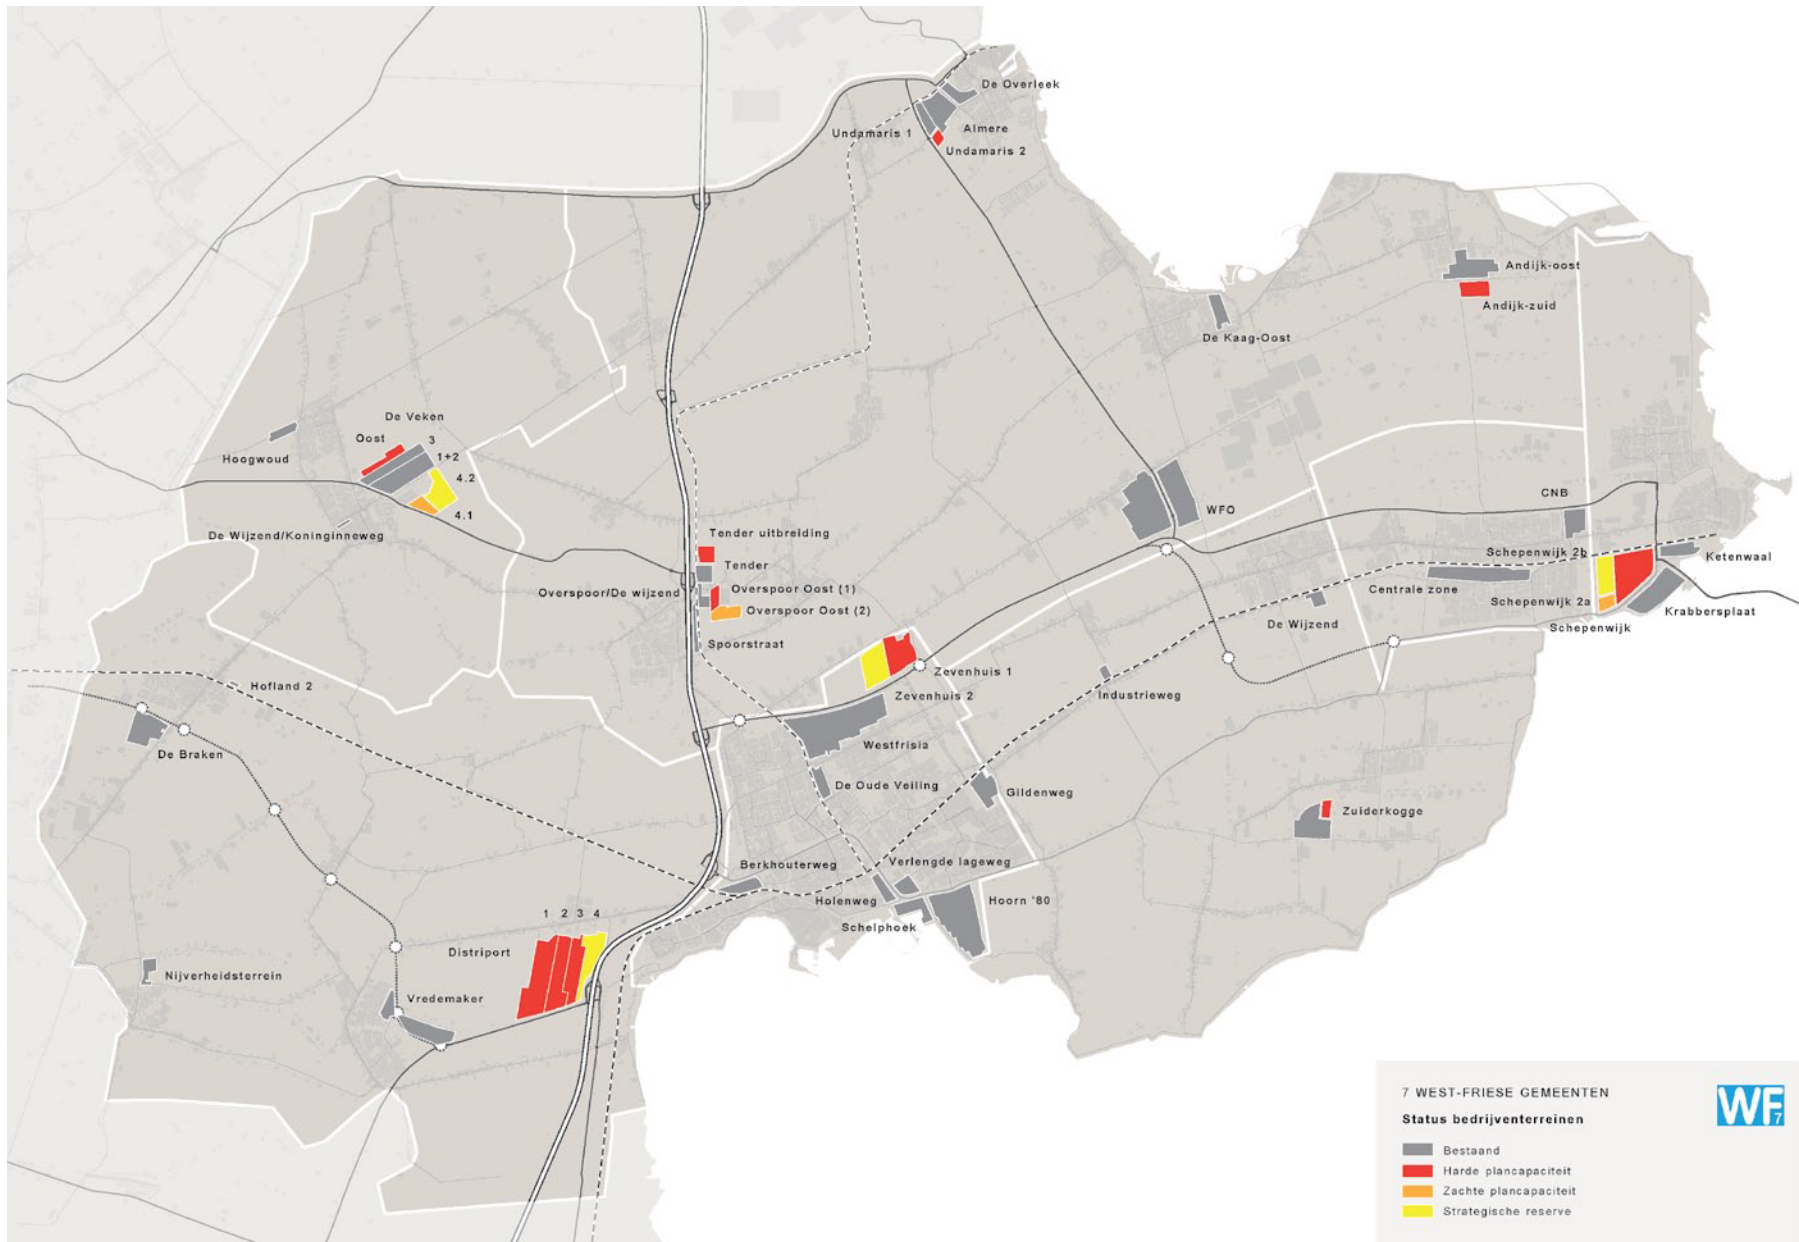 De Overleek
Undamaris 1
Almere
Undamaris 2
Andijk-oost
Andijk-zuid
De Kaag-Oost
De Veken
Oost
3
1+2
Hoogwoud
4.2
4.1
De Wijzend/Koninginneweg
CNB
WFO
Tender uitbreiding
Tender
Schepenwijk 2b
Ketenwaal
Overspoor/De wijzend
Overspoor Oost (1)
Overspoor Oost (2)
Centrale zone
Schepenwijk 2a
Krabbersplaat
De Wijzend
Schepenwijk
Spoorstraat
Zevenhuis 1
Hofland 2
Zevenhuis 2
Industrieweg
De Braken
Westfrisia
De Oude Veiling
Gildenweg
Zuiderkogge
Berkhouterweg
Verlengde lageweg
Holenweg
Hoorn '80
Schelphoek
1 2 3 4
Distriport
Nijverheidsterrein
Vredemaker
7 WEST-FRIESE GEMEENTEN
Status bedrijventerreinen
WF7
Bestaand
Harde plancapaciteit
Zachte plancapaciteit
Strategische reserve